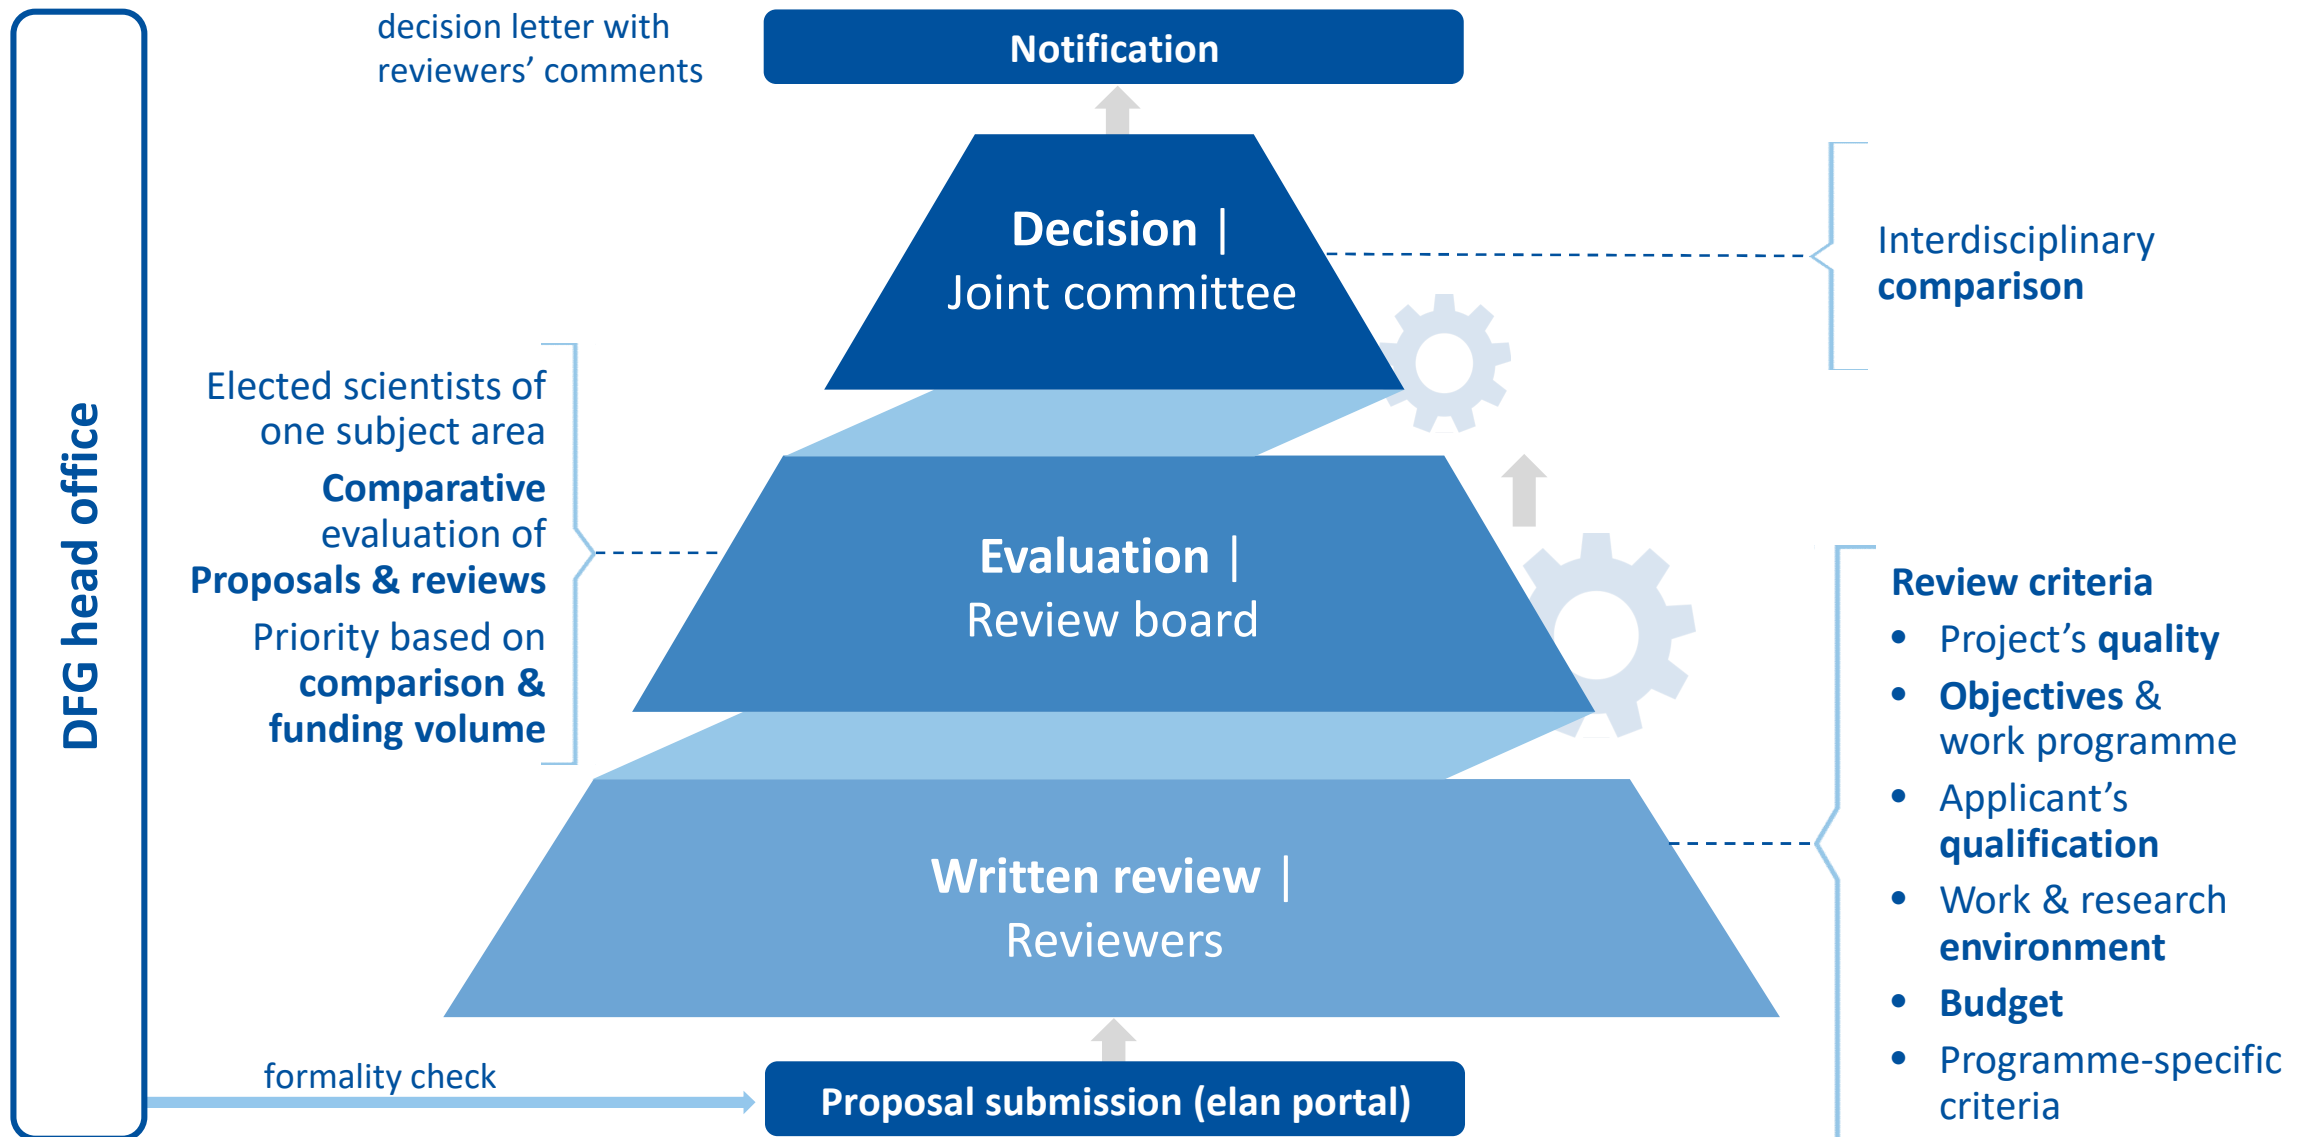 DFG head office
decision letter with
reviewers’ comments
Notification
Decision |
Joint committee
Interdisciplinary
comparison
Elected scientists of
one subject area
Comparative
evaluation of
Proposals & reviews
Priority based on
comparison &
funding volume
Evaluation |
Review board
Review criteria
• Project’s quality
• Objectives &
work programme
• Applicant’s
qualification
• Work & research
environment
• Budget
• Programme-specific
criteria
Written review |
Reviewers
formality check
Proposal submission (elan portal)